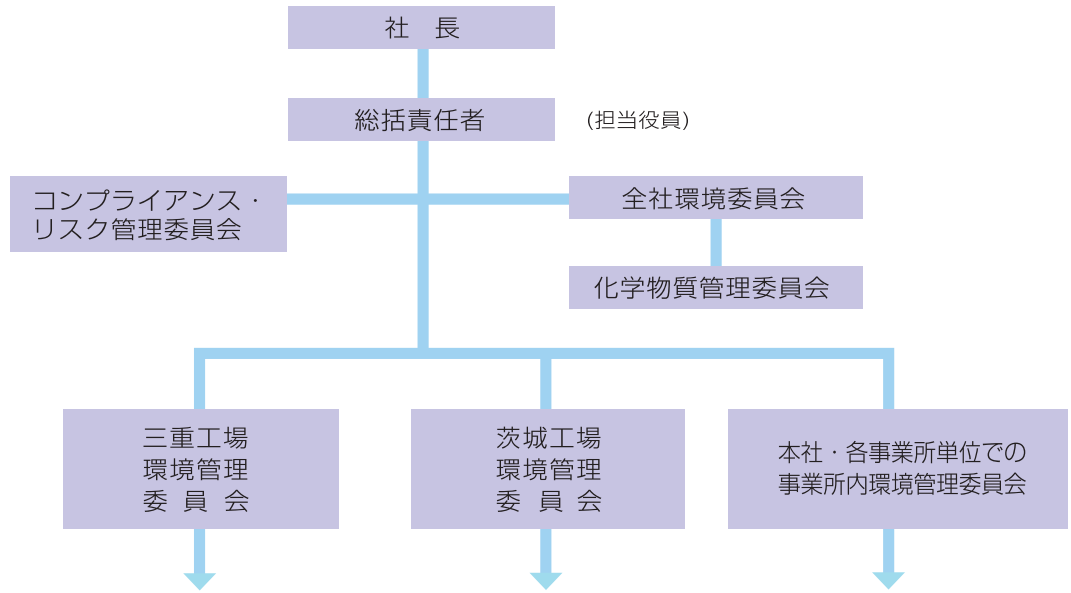 社　長
総括責任者
(担当役員)
コンプライアンス・
リスク管理委員会
全社環境委員会
化学物質管理委員会
三重工場
環境管理
委 員 会
茨城工場
環境管理
委 員 会
本社・各事業所単位での
事業所内環境管理委員会